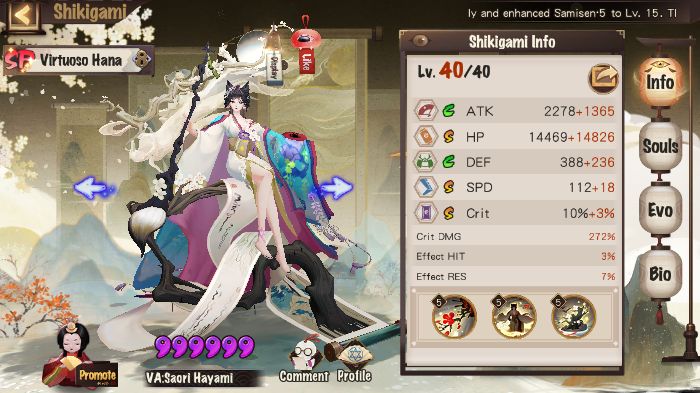 Shikigami
ly and enhanced Samisen·5 to Lv. 15. Tl
SP Virtuoso Hana
Display
Like
Shikigami Info
Lv. 40/40
S ATK 2278+1365
S HP 14469+14826
S DEF 388+236
S SPD 112+18
S Crit 10%+3%
Crit DMG 272%
Effect HIT 3%
Effect RES 7%
5 5 5
Info
Souls
Evo
Bio
999999
Promote
VA:Saori Hayami
Comment
Profile